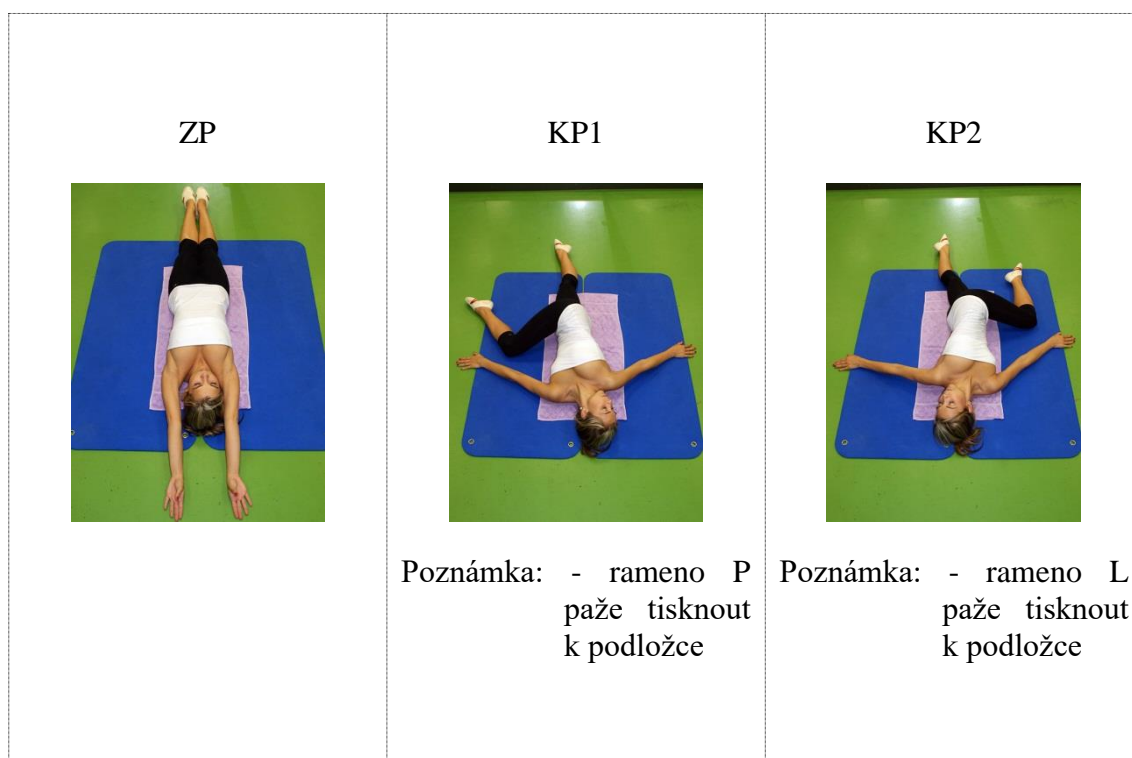 ZP
KP1
KP2
Poznámka: - rameno P
paže tisknout
k podložce
Poznámka: - rameno L
paže tisknout
k podložce